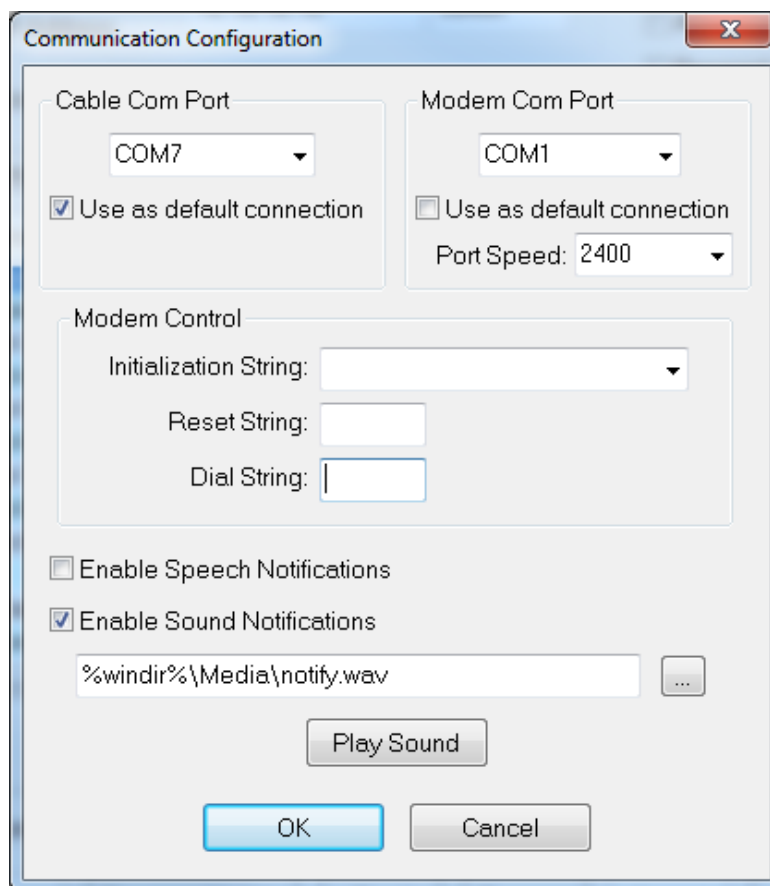 Communication Configuration
Cable Com Port
COM7
Use as default connection
Modem Com Port
COM1
Use as default connection
Port Speed: 2400
Modem Control
Initialization String:
Reset String:
Dial String:
Enable Speech Notifications
Enable Sound Notifications
%windir%\Media\notify.wav
...
Play Sound
OK
Cancel